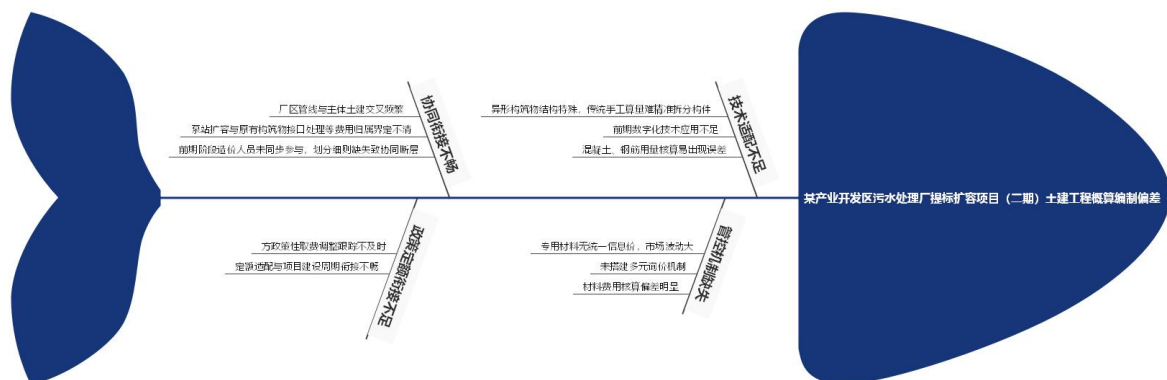 协同衔接不畅
厂区管线与主体土建交叉频繁
泵站扩容与原有构筑物接口处理等费用归属界定不清
前期阶段造价人员未同步参与，划分细则缺失致协同断层
技术适配不足
异形构筑物结构特殊，传统手工算量难精准拆分构件
前期数字化技术应用不足
混凝土、钢筋用量核算易出现误差
某产业开发区污水处理厂提标扩容项目（二期）土建工程概算编制偏差
政策定额衔接不足
方政策性取费调整跟踪不及时
定额适配与项目建设周期衔接不畅
管控机制缺失
专用材料无统一信息价，市场波动大
未搭建多元询价机制
材料费用核算偏差明显